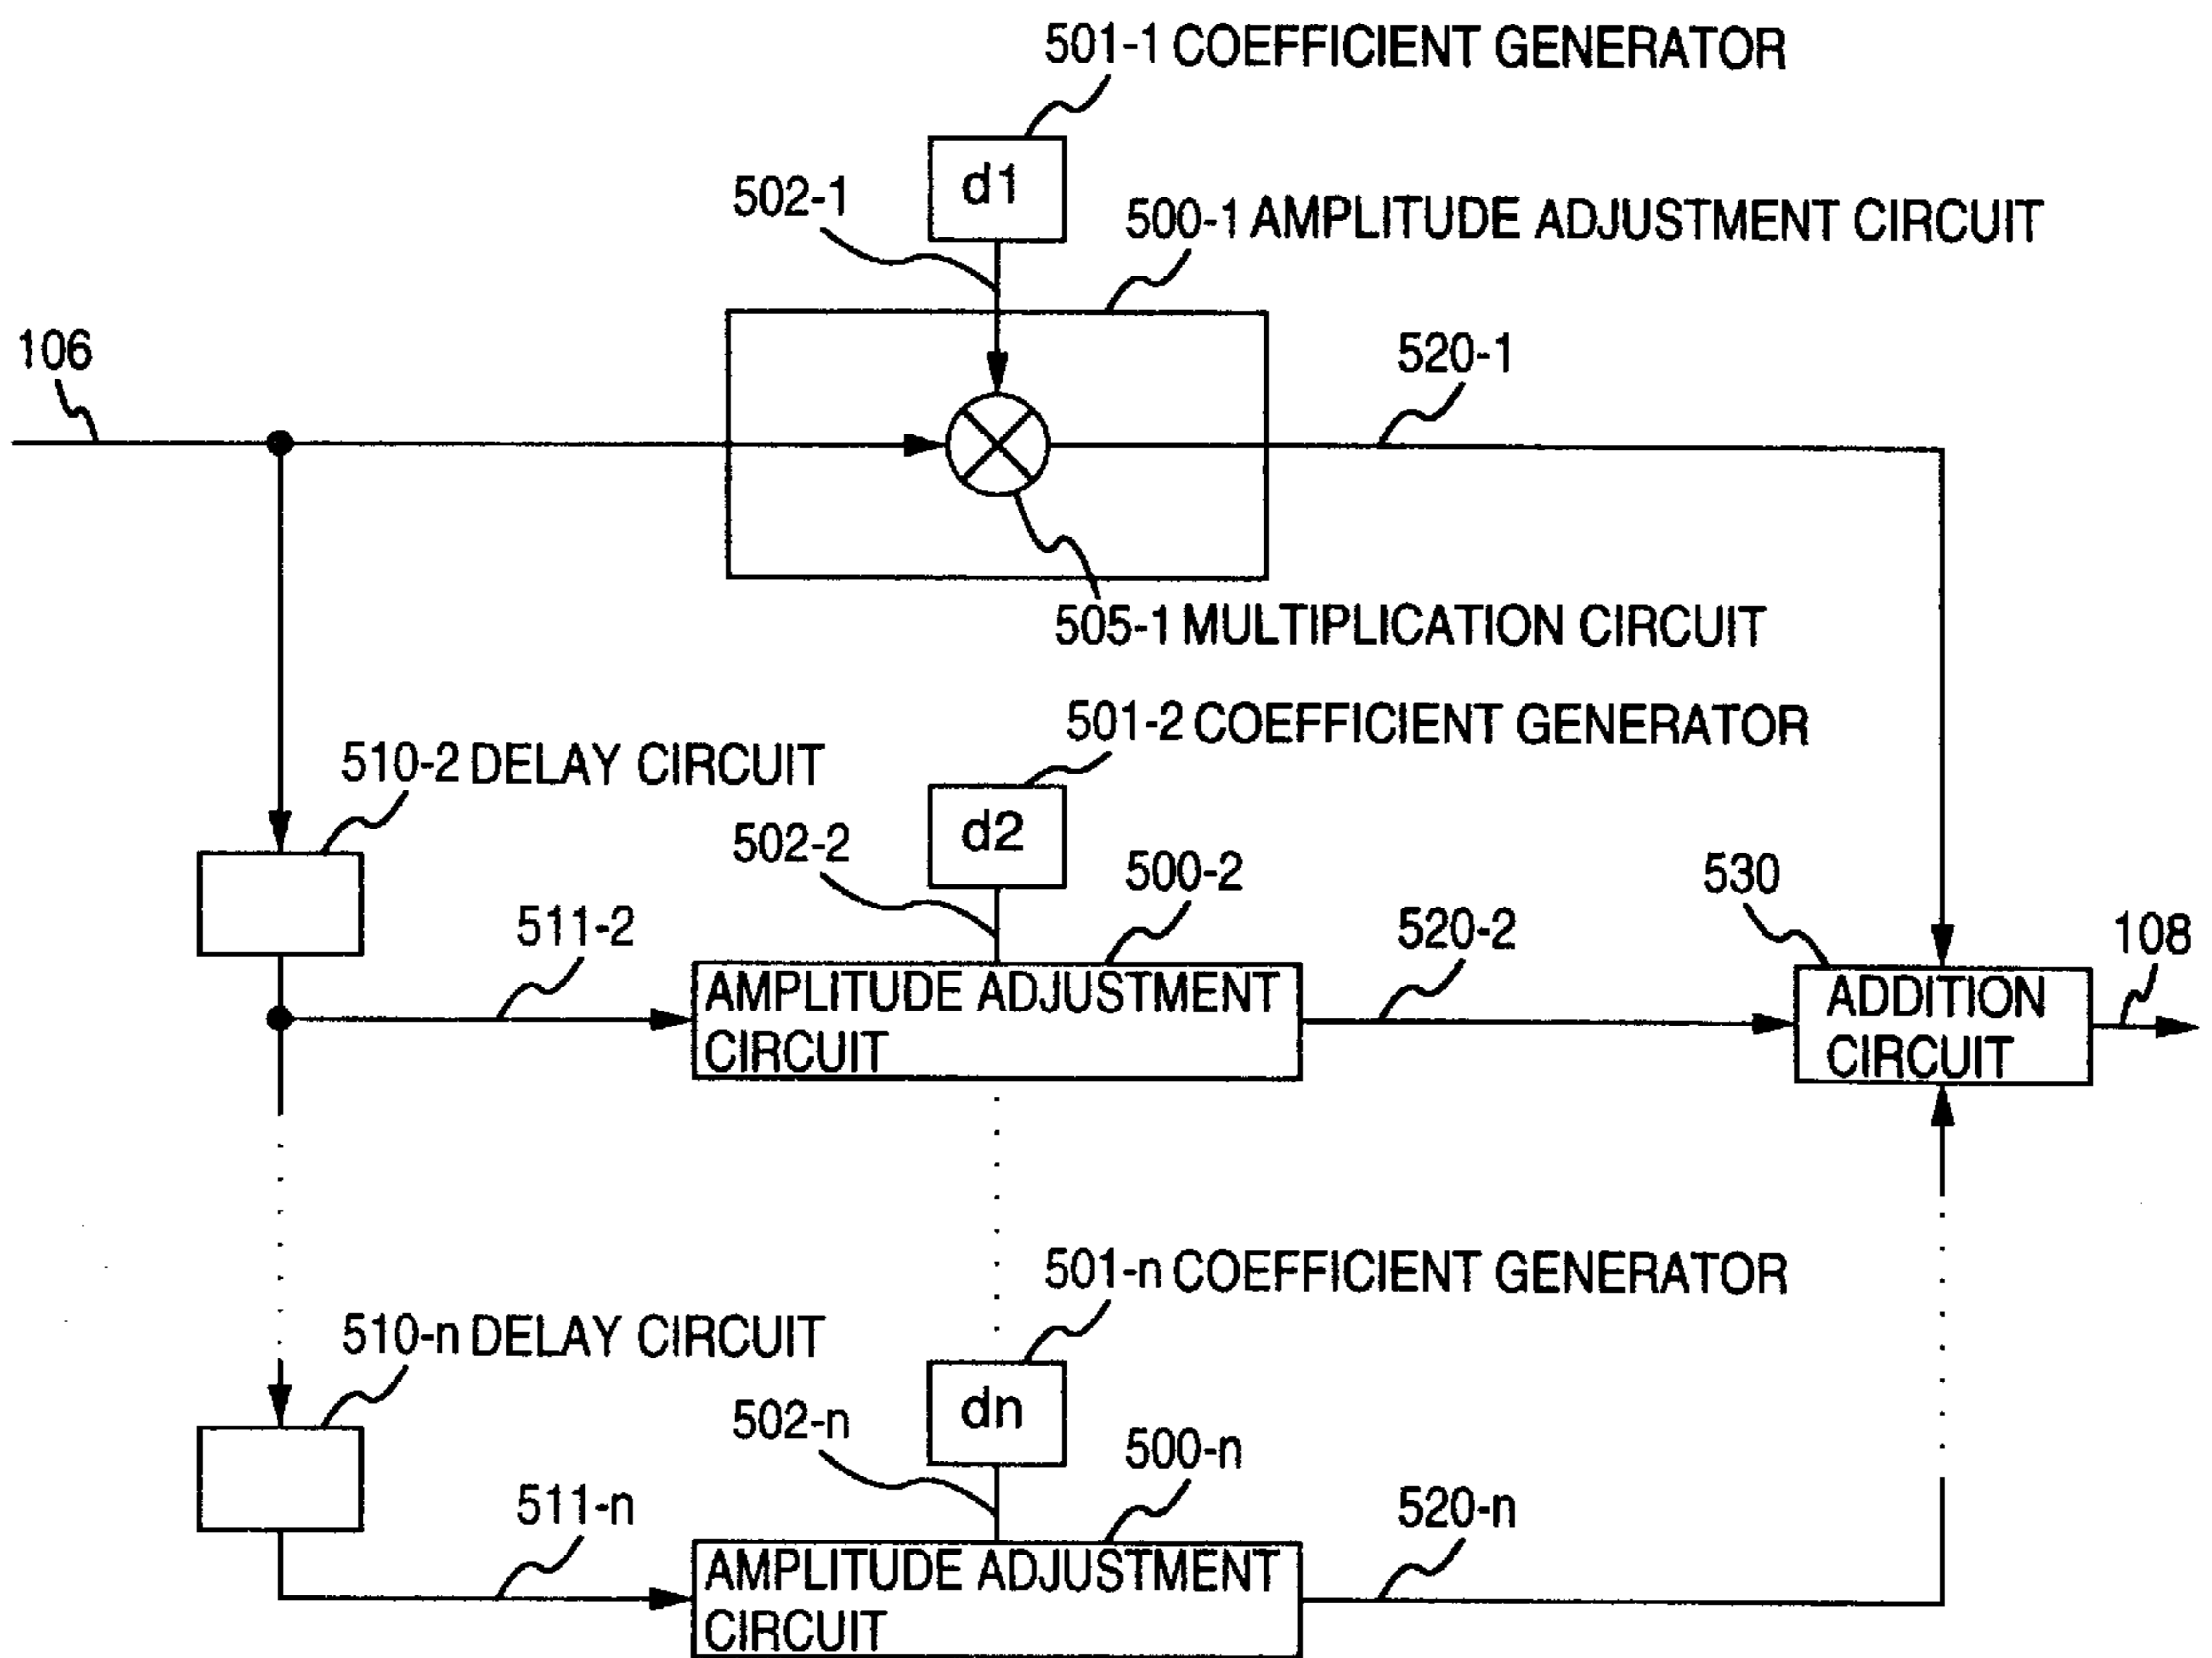 501-1 COEFFICIENT GENERATOR
d1
502-1
500-1 AMPLITUDE ADJUSTMENT CIRCUIT
106
520-1
505-1 MULTIPLICATION CIRCUIT
501-2 COEFFICIENT GENERATOR
510-2 DELAY CIRCUIT
d2
502-2
500-2
530
511-2
520-2
108
AMPLITUDE ADJUSTMENT
CIRCUIT
ADDITION
CIRCUIT
501-n COEFFICIENT GENERATOR
510-n DELAY CIRCUIT
dn
502-n
500-n
511-n
520-n
AMPLITUDE ADJUSTMENT
CIRCUIT